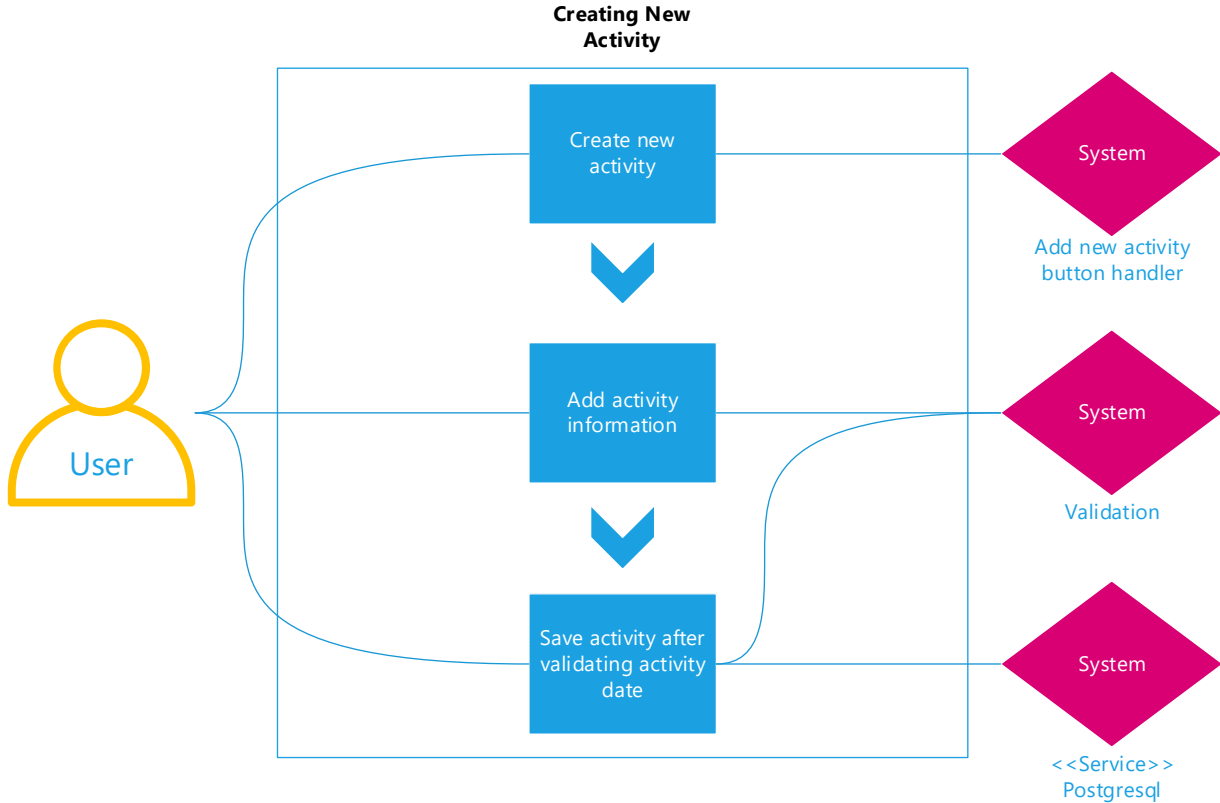 Creating New
Activity
Create new
activity
System
Add new activity
button handler
User
Add activity
information
System
Validation
Save activity after
validating activity
date
System
<<Service>>
Postgresql